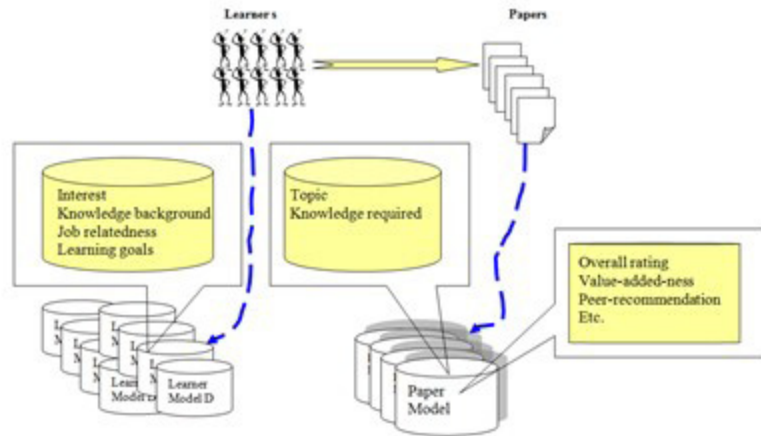 Learners
Papers
Interest
Knowledge background
Job relatedness
Learning goals
Topic
Knowledge required
Overall rating
Value-added-ness
Peer-recommendation
Etc.
Learner
Model D
Paper
Model